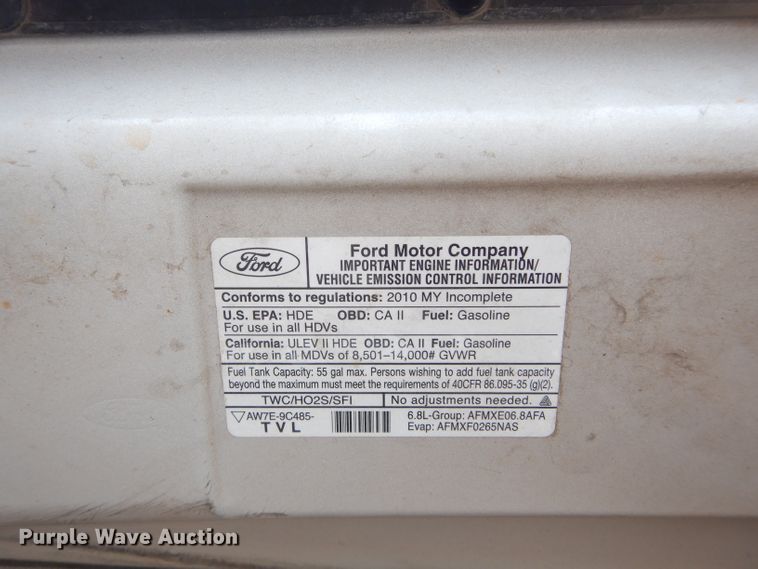 Ford
Ford Motor Company
IMPORTANT ENGINE INFORMATION/
VEHICLE EMISSION CONTROL INFORMATION
Conforms to regulations: 2010 MY Incomplete
U.S. EPA: HDE OBD: CA II Fuel: Gasoline
For use in all HDVs
California: ULEV II HDE OBD: CA II Fuel: Gasoline
For use in all MDVs of 8,501–14,000# GVWR
Fuel Tank Capacity: 55 gal max. Persons wishing to add fuel tank capacity
beyond the maximum must meet the requirements of 40CFR 86.095-35 (g)(2).
TWC/HO2S/SFI No adjustments needed.
AW7E-9C485-
TVL
6.8L-Group: AFMXE06.8AFA
Evap: AFMXF0265NAS
Purple Wave Auction